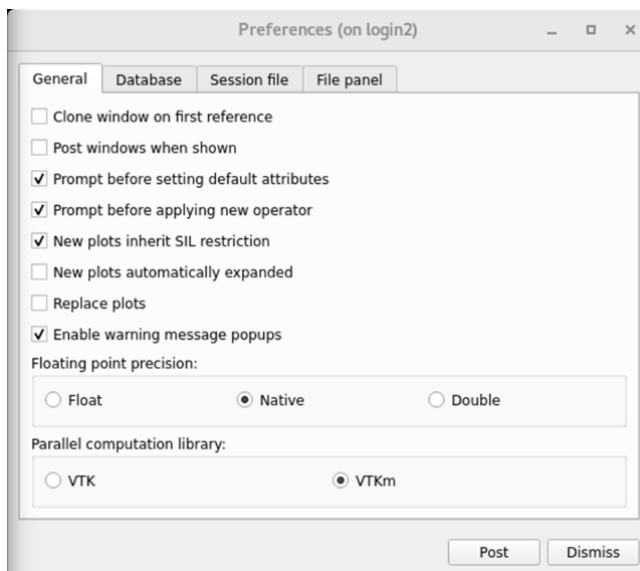 Preferences (on login2)
General Database Session file File panel
Clone window on first reference
Post windows when shown
Prompt before setting default attributes
Prompt before applying new operator
New plots inherit SIL restriction
New plots automatically expanded
Replace plots
Enable warning message popups
Floating point precision:
Float Native Double
Parallel computation library:
VTK VTKm
Post Dismiss